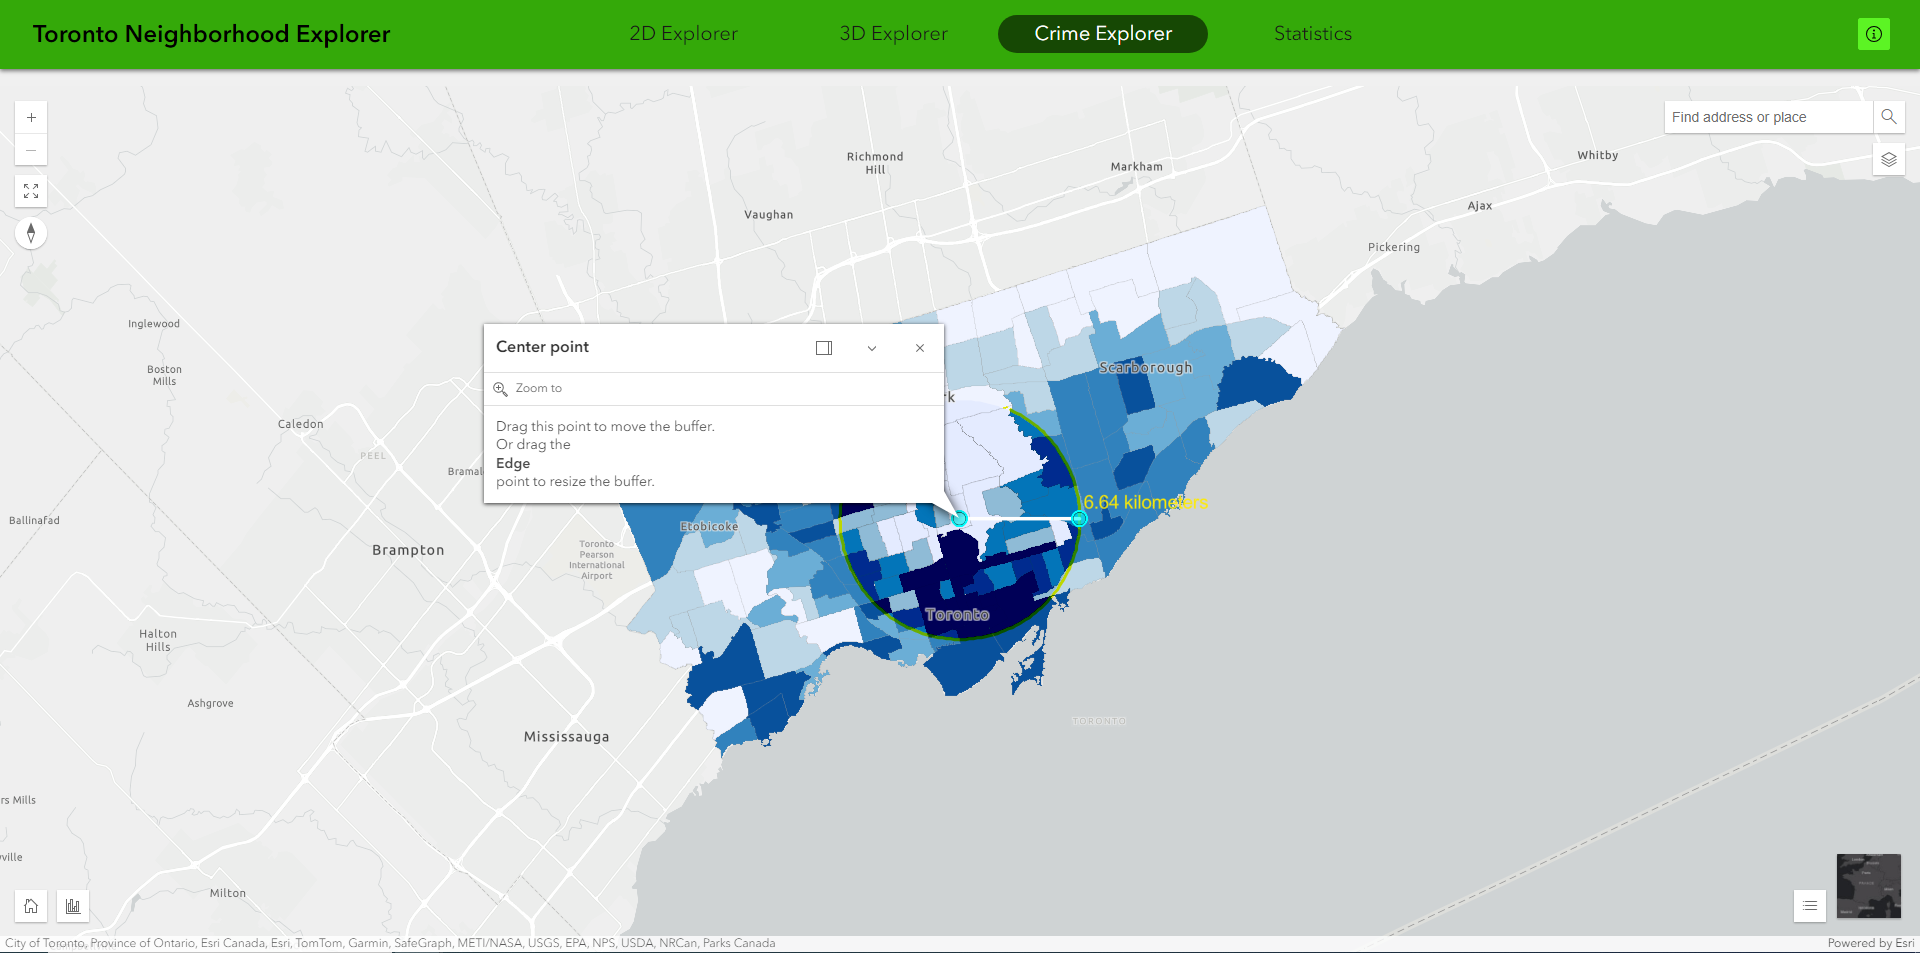 Toronto Neighborhood Explorer
2D Explorer
3D Explorer
Crime Explorer
Statistics
Find address or place
Richmond
Hill
Markham
Whitby
Vaughan
Ajax
Pickering
Inglewood
Boston
Mills
Caledon
PEEL
Scarborough
Center point
Zoom to
Drag this point to move the buffer.
Or drag the
Edge
point to resize the buffer.
6.64 kilometers
Ballinafad
Brampton
Etobicoke
Toronto
Pearson
International
Airport
Toronto
Halton
Hills
Ashgrove
Mississauga
TORONTO
rs Mills
yville
Milton
City of Toronto, Province of Ontario, Esri Canada, Esri, TomTom, Garmin, SafeGraph, METI/NASA, USGS, EPA, NPS, USDA, NRCan, Parks Canada
Powered by Esri